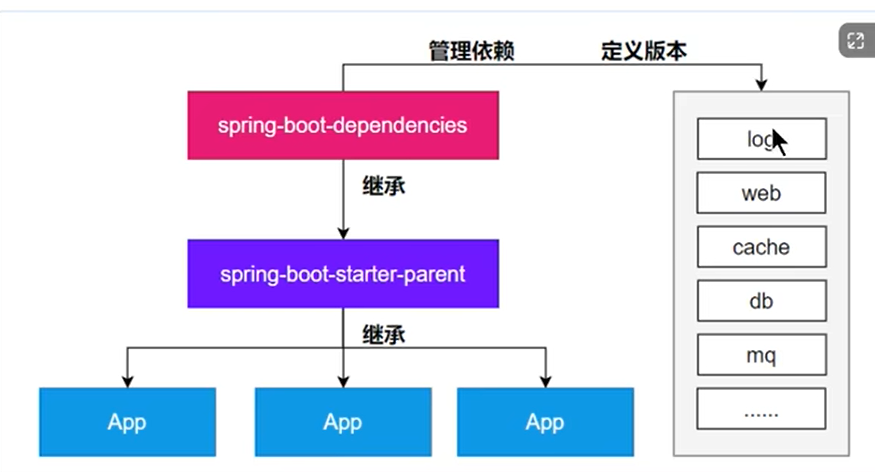 管理依赖 定义版本
spring-boot-dependencies
log
继承
web
spring-boot-starter-parent
cache
db
继承
mq
App App App
......